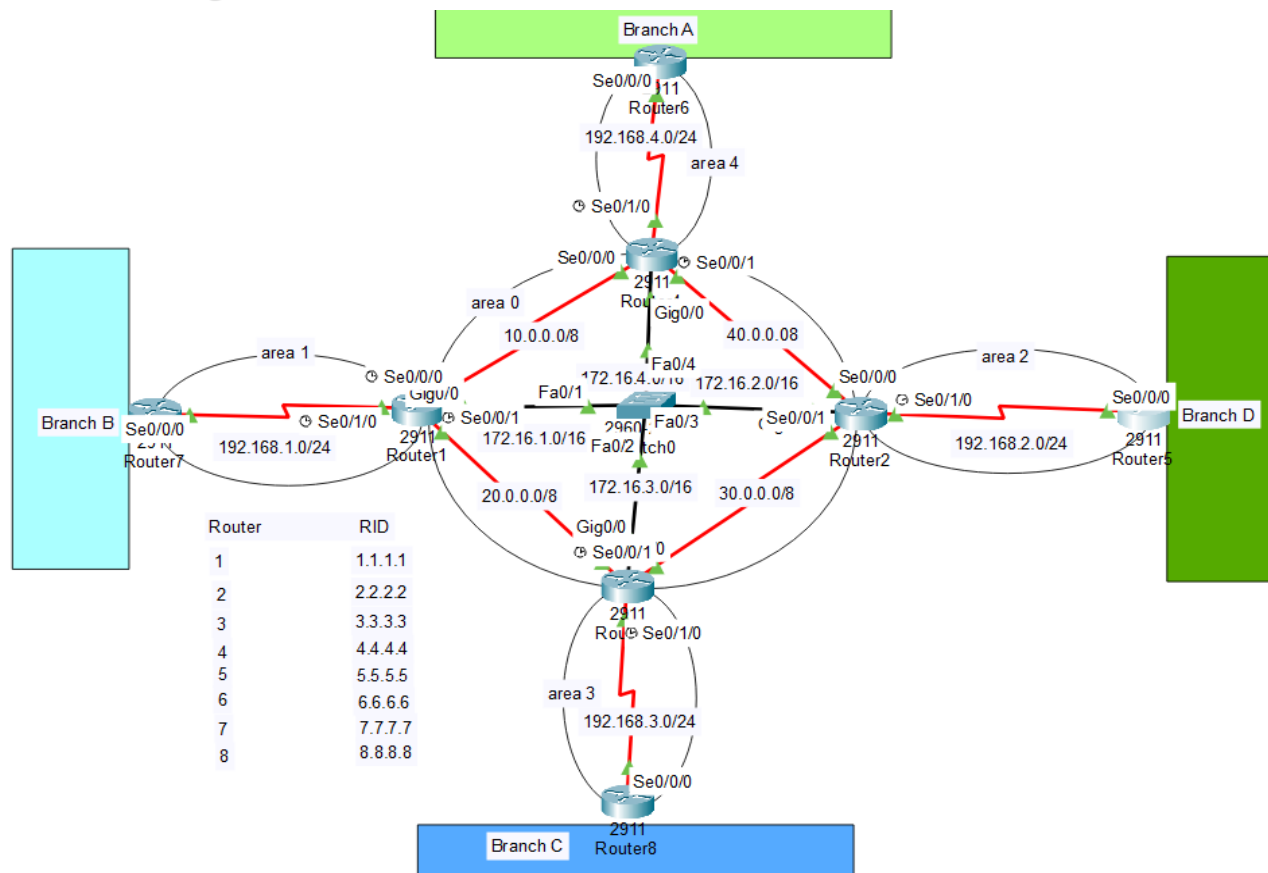 Branch A
Se0/0/0
Router6
192.168.4.0/24
area 4
Se0/1/0
Se0/0/0
Se0/0/1
2911
Gig0/0
area 0
10.0.0.0/8
40.0.0.08
Fa0/4
area 1
area 2
172.16.4.0/16
172.16.2.0/16
Se0/0/0
Gig0/0
Fa0/1
Se0/0/0
Se0/1/0
Se0/0/0
Branch B
Se0/0/0
Se0/1/0
Se0/0/1
Fa0/3
Se0/0/1
Branch D
192.168.1.0/24
2911
172.16.1.0/16
Fa0/2
2911
192.168.2.0/24
2911
Router7
Router1
Router2
Router5
172.16.3.0/16
20.0.0.0/8
30.0.0.0/8
Gig0/0
Se0/0/1
Router RID
1 1.1.1.1
2 2.2.2.2
3 3.3.3.3
4 4.4.4.4
5 5.5.5.5
6 6.6.6.6
7 7.7.7.7
8 8.8.8.8
2911
Se0/1/0
area 3
192.168.3.0/24
Se0/0/0
2911
Router8
Branch C